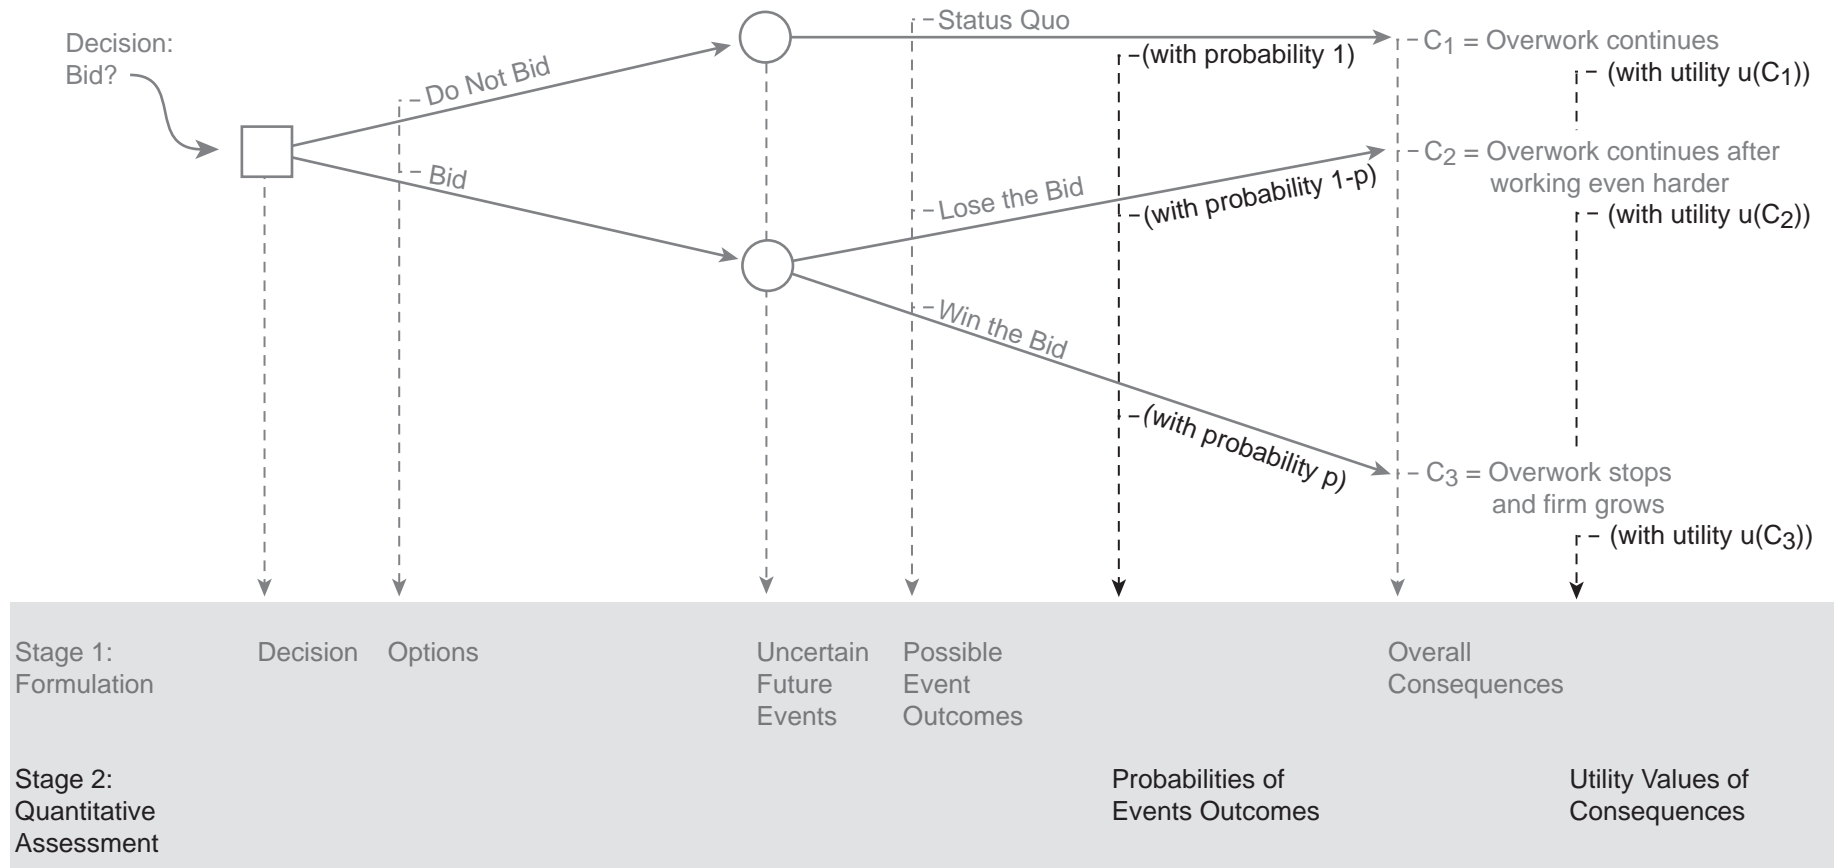 Decision:
Bid?
Do Not Bid
Bid
Status Quo
(with probability 1)
Lose the Bid
(with probability 1-p)
Win the Bid
(with probability p)
C1 = Overwork continues
(with utility u(C1))
C2 = Overwork continues after
working even harder
(with utility u(C2))
C3 = Overwork stops
and firm grows
(with utility u(C3))
Stage 1:
Formulation
Decision
Options
Uncertain
Future
Events
Possible
Event
Outcomes
Overall
Consequences
Stage 2:
Quantitative
Assessment
Probabilities of
Events Outcomes
Utility Values of
Consequences